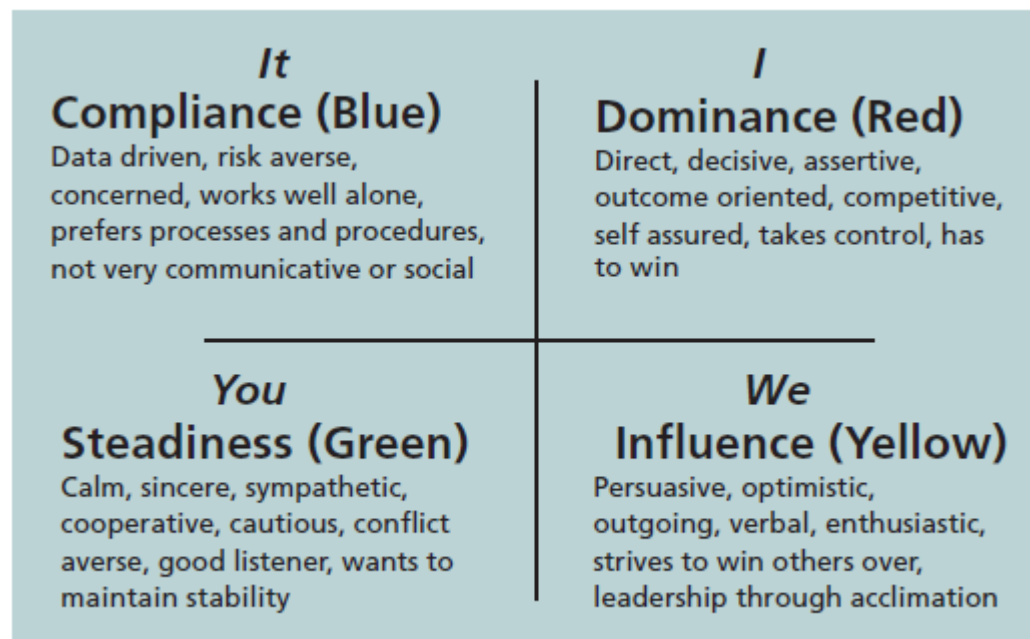 It
Compliance (Blue)
Data driven, risk averse,
concerned, works well alone,
prefers processes and procedures,
not very communicative or social
I
Dominance (Red)
Direct, decisive, assertive,
outcome oriented, competitive,
self assured, takes control, has
to win
You
Steadiness (Green)
Calm, sincere, sympathetic,
cooperative, cautious, conflict
averse, good listener, wants to
maintain stability
We
Influence (Yellow)
Persuasive, optimistic,
outgoing, verbal, enthusiastic,
strives to win others over,
leadership through acclimation